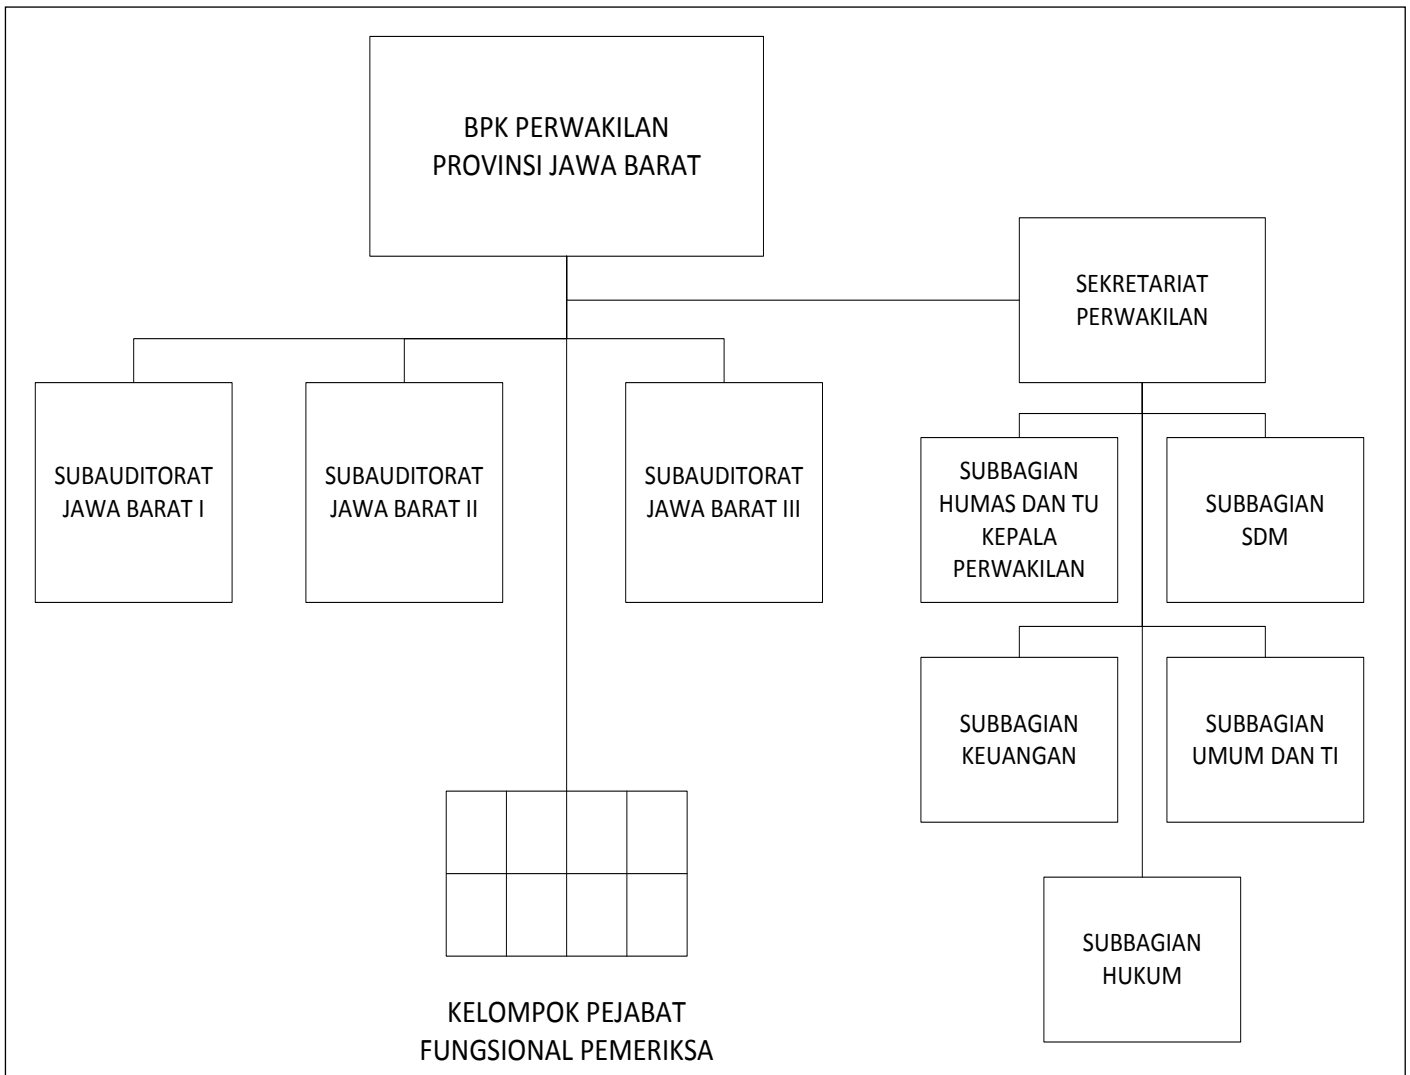 BPK PERWAKILAN
PROVINSI JAWA BARAT
SEKRETARIAT
PERWAKILAN
SUBAUDITORAT
JAWA BARAT I
SUBAUDITORAT
JAWA BARAT II
SUBAUDITORAT
JAWA BARAT III
SUBBAGIAN
HUMAS DAN TU
KEPALA
PERWAKILAN
SUBBAGIAN
SDM
SUBBAGIAN
KEUANGAN
SUBBAGIAN
UMUM DAN TI
SUBBAGIAN
HUKUM
KELOMPOK PEJABAT
FUNGSIONAL PEMERIKSA